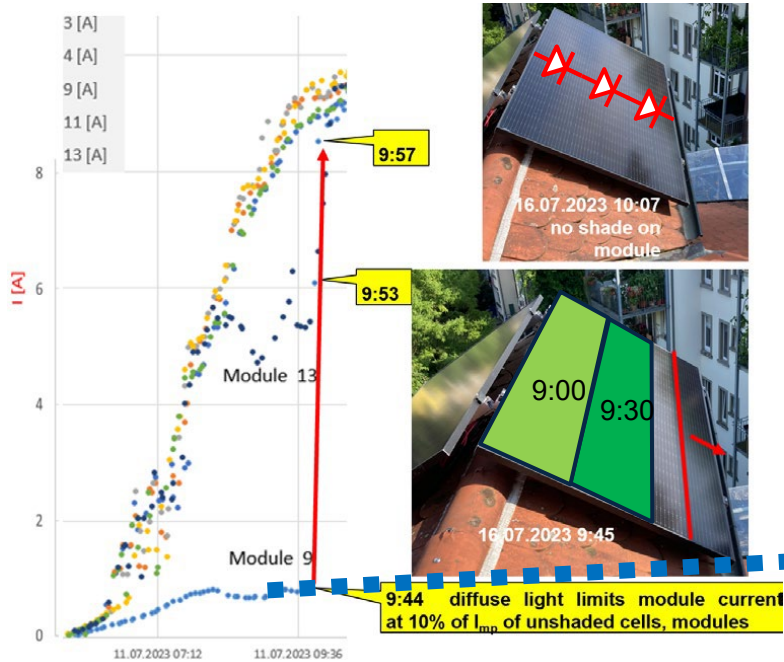 3 [A]
4 [A]
9 [A]
11 [A]
13 [A]
8
6
4
2
0
I [A]
9:57
9:53
Module 13
Module 9
11.07.2023 07:12
11.07.2023 09:36
16.07.2023 10:07
no shade on
module
9:00
9:30
16.07.2023 9:45
9:44 diffuse light limits module current
at 10% of Imp of unshaded cells, modules